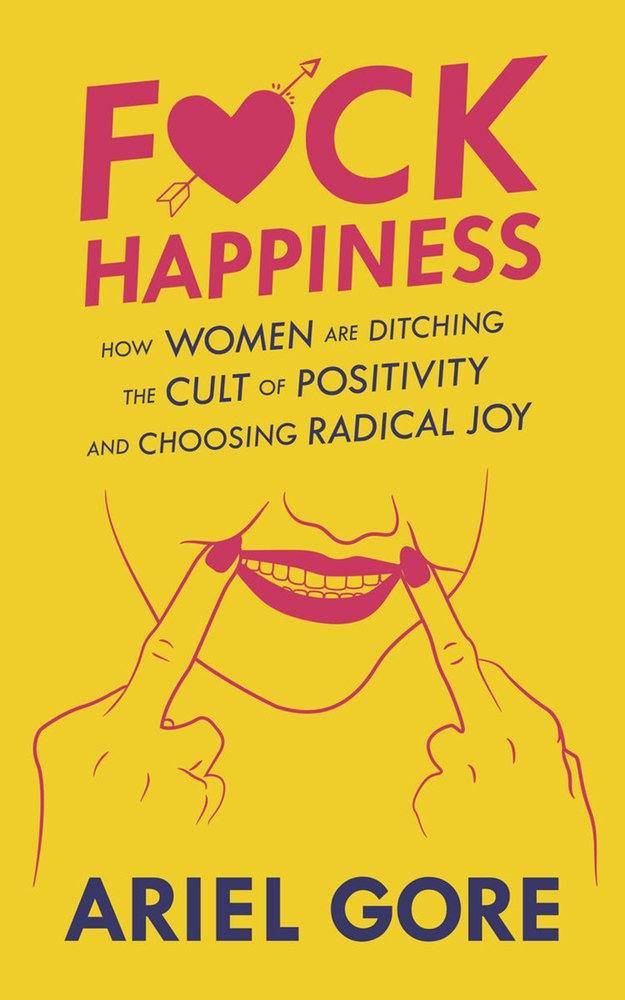 F♥CK
HAPPINESS
HOW WOMEN ARE DITCHING
THE CULT OF POSITIVITY
AND CHOOSING RADICAL JOY
ARIEL GORE